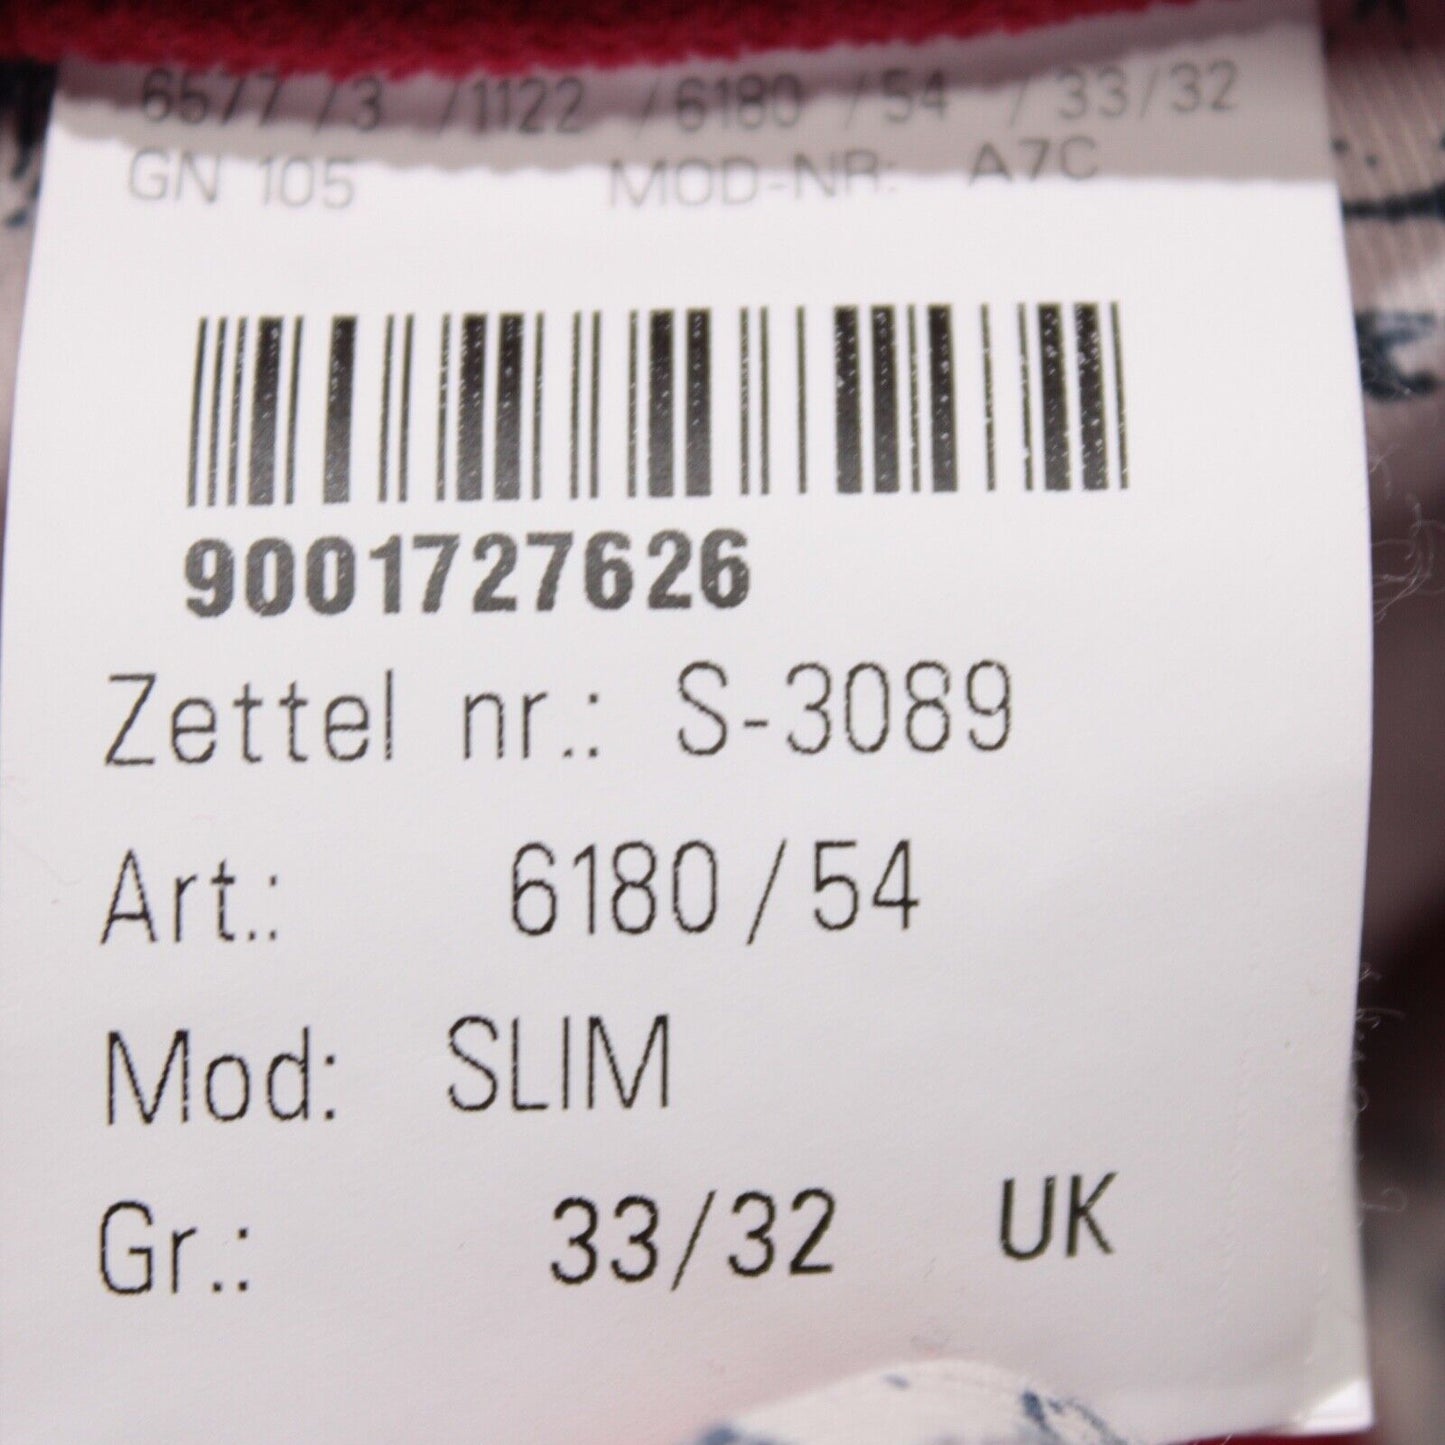 6577 /3 /1122 /6180 /54 / 33/32
GN 105 MOD-NR: A7C
9001727626
Zettel nr.: S-3089
Art.: 6180/54
Mod: SLIM
Gr.: 33/32 UK